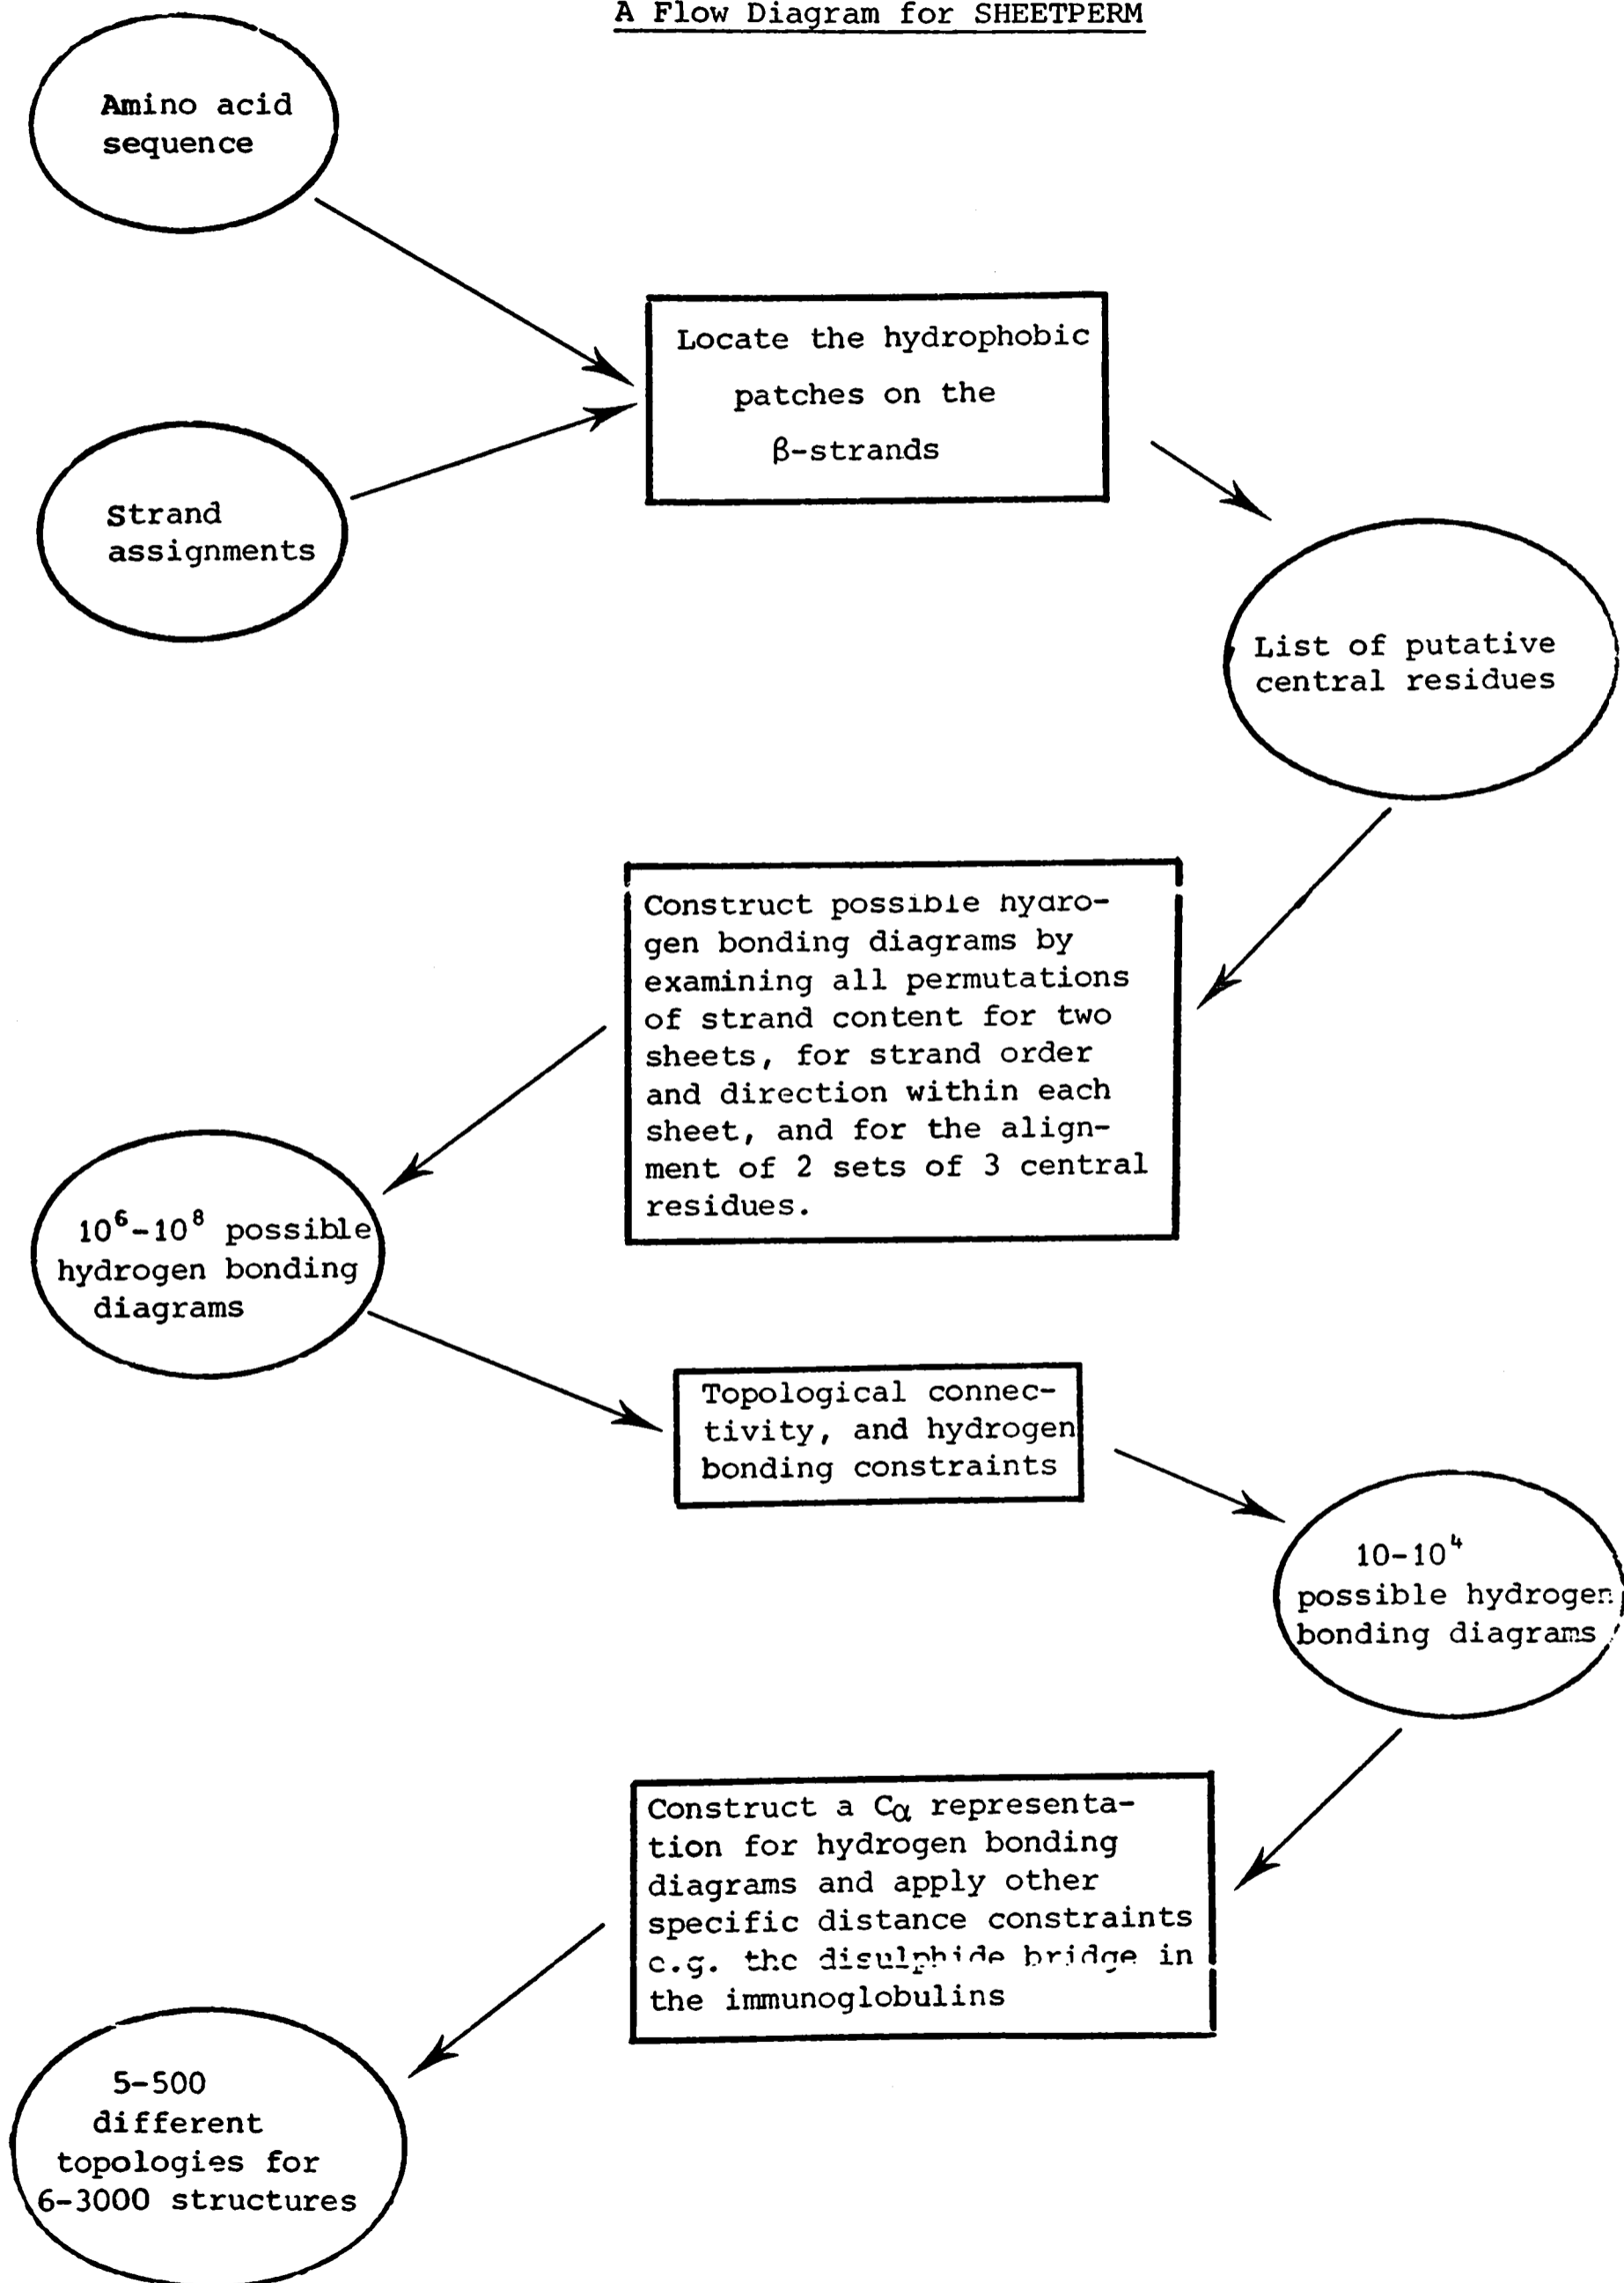 A Flow Diagram for SHEETPERM
Amino acid
sequence
Locate the hydrophobic
patches on the
β-strands
Strand
assignments
List of putative
central residues
Construct possible hydro-
gen bonding diagrams by
examining all permutations
of strand content for two
sheets, for strand order
and direction within each
sheet, and for the align-
ment of 2 sets of 3 central
residues.
10⁶-10⁸ possible
hydrogen bonding
diagrams
Topological connec-
tivity, and hydrogen
bonding constraints
10-10⁴
possible hydrogen
bonding diagrams
Construct a Cα representa-
tion for hydrogen bonding
diagrams and apply other
specific distance constraints
e.g. the disulphide bridge in
the immunoglobulins
5-500
different
topologies for
6-3000 structures